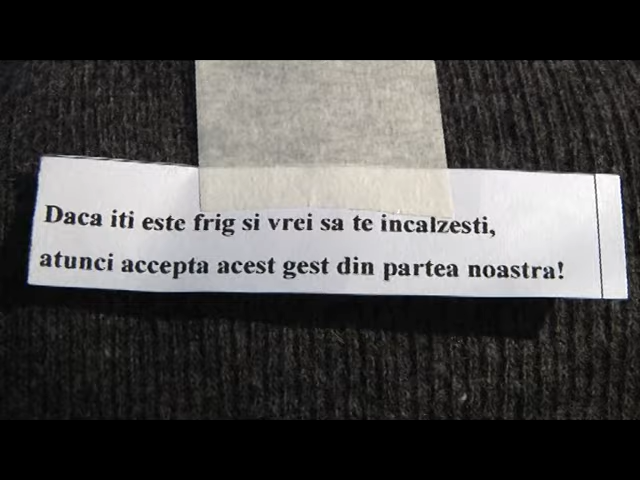 Daca iti este frig si vrei sa te incalzesti,
atunci accepta acest gest din partea noastra!